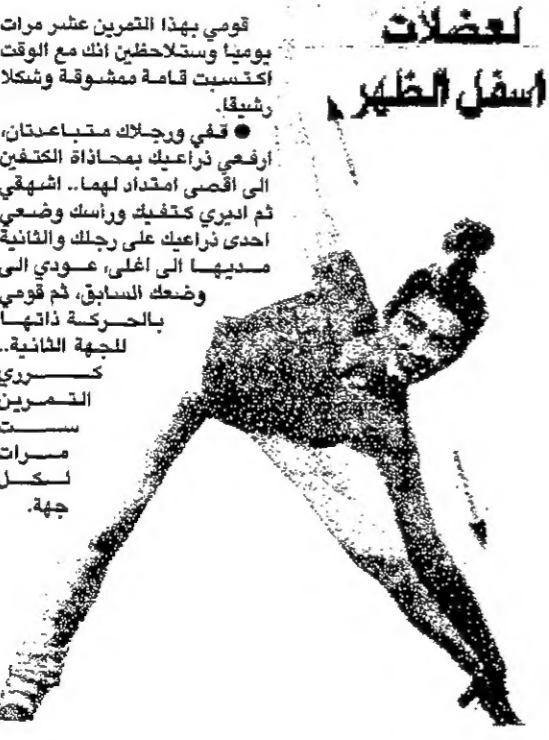 لعضلات
اسفل الظهر
قومي بهذا التمرين عشر مرات
يوميا وستلاحظين انك مع الوقت
اكتسبت قامة ممشوقة وشكلا
رشيقا.
● قفي ورجلاك متباعدتان،
ارفعي ذراعيك بمحاذاة الكتفين
الى اقصى امتداد لهما.. اشهقي
ثم اديري كتفيك ورأسك وضعي
احدى ذراعيك على رجلك والثانية
مديها الى اغلى، عودي الى
وضعك السابق، ثم قومي
بالحركة ذاتها
للجهة الثانية..
كرري
التمرين
ست
مرات
لكل
جهة.